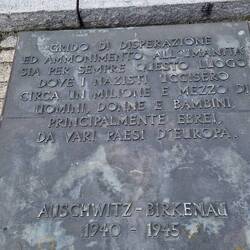 GRIDO DI DISPERAZIONE
ED AMMONIMENTO ALL'UMANITÀ
SIA PER SEMPRE QUESTO LUOGO
DOVE I NAZISTI UCCISERO
CIRCA UN MILIONE E MEZZO DI
UOMINI, DONNE E BAMBINI,
PRINCIPALMENTE EBREI,
DA VARI PAESI D'EUROPA.
AUSCHWITZ-BIRKENAU
1940-1945